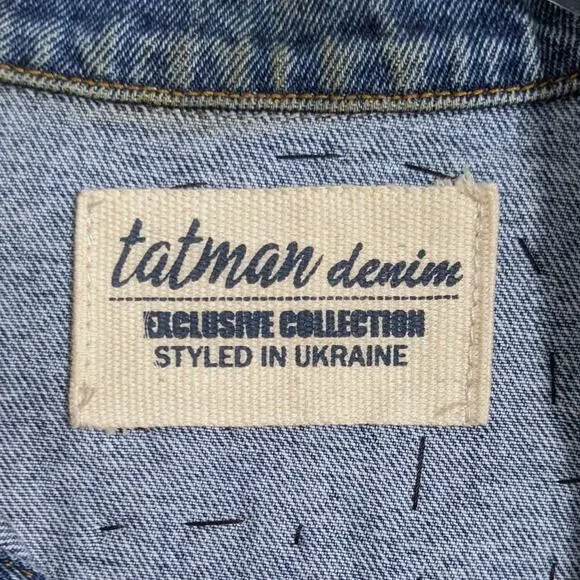 tatman denim
EXCLUSIVE COLLECTION
STYLED IN UKRAINE